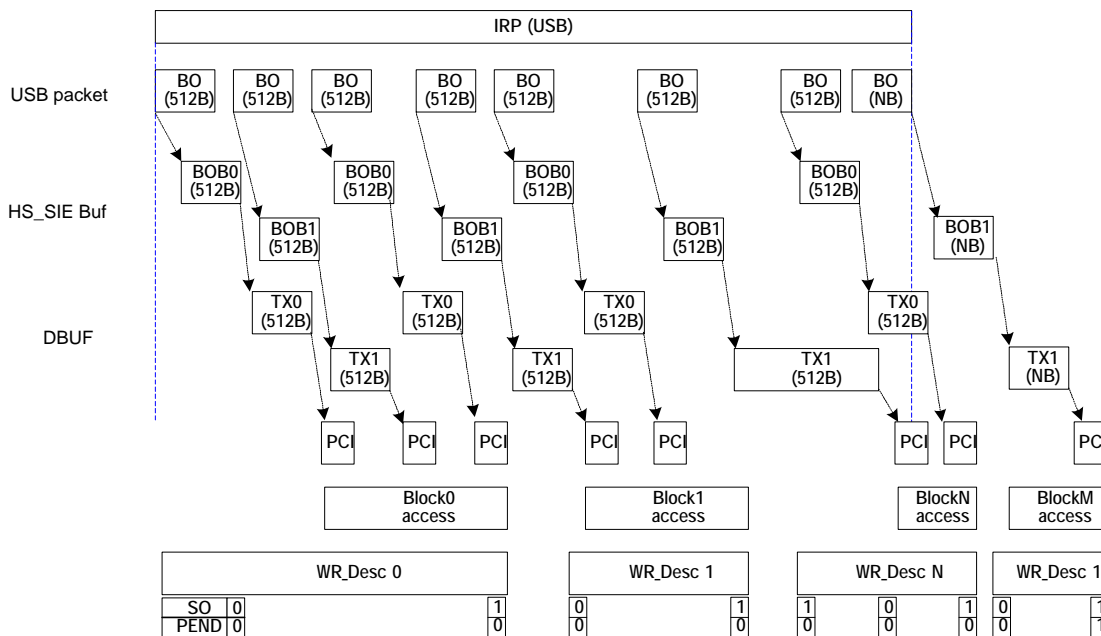 IRP (USB)
USB packet
BO BO BO BO BO BO BO BO
(512B) (512B) (512B) (512B) (512B) (512B) (512B) (NB)
HS_SIE Buf
BOB0 BOB0 BOB0 BOB0
(512B) (512B) (512B) (512B)
BOB1 BOB1 BOB1 BOB1
(512B) (512B) (512B) (NB)
DBUF
TX0 TX0 TX0 TX0
(512B) (512B) (512B) (512B)
TX1 TX1 TX1 TX1
(512B) (512B) (512B) (NB)
PCI PCI PCI PCI PCI PCI PCI PC
Block0 Block1 BlockN BlockM
access access access access
WR_Desc 0 WR_Desc 1 WR_Desc N WR_Desc 1
SO 0 1 0 1 1 0 1 0 1
PEND 0 0 0 0 0 0 0 0 1